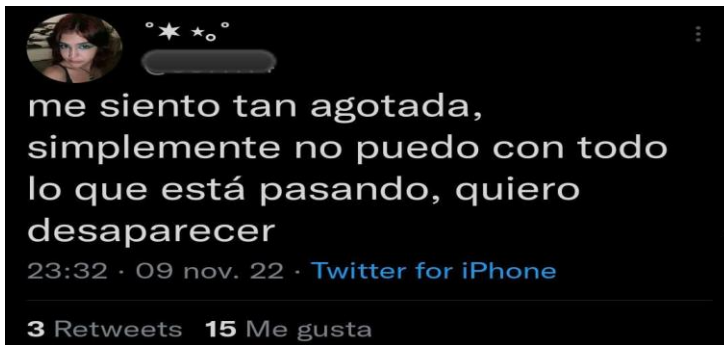 me siento tan agotada,
simplemente no puedo con todo
lo que está pasando, quiero
desaparecer
23:32 · 09 nov. 22 · Twitter for iPhone
3 Retweets 15 Me gusta